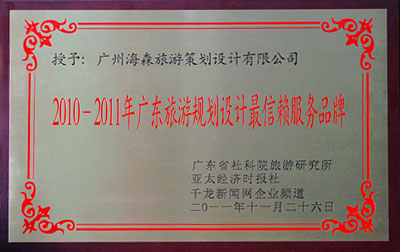 授予：广州海森旅游策划设计有限公司
2010－2011年广东旅游规划设计最信赖服务品牌
广东省社科院旅游研究所
亚太经济时报社
千龙新闻网企业频道
二0一一年十一月二十六日